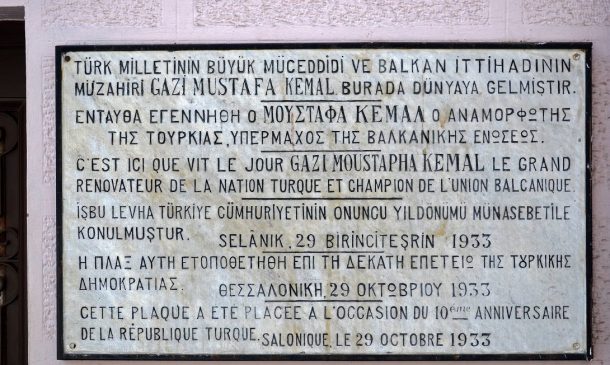 TÜRK MİLLETİNİN BÜYÜK MÜCEDDİDİ VE BALKAN İTTİHADININ
MÜZAHİRİ GAZİ MUSTAFA KEMAL BURADA DÜNYAYA GELMİŞTİR.
ΕΝΤΑΥΘΑ ΕΓΕΝΝΗΘΗ Ο ΜΟΥΣΤΑΦΑ ΚΕΜΑΛ Ο ΑΝΑΜΟΡΦΩΤΗΣ
ΤΗΣ ΤΟΥΡΚΙΑΣ, ΥΠΕΡΜΑΧΟΣ ΤΗΣ ΒΑΛΚΑΝΙΚΗΣ ΕΝΩΣΕΩΣ.
C'EST ICI QUE VIT LE JOUR GAZI MOUSTAPHA KEMAL LE GRAND
RENOVATEUR DE LA NATION TURQUE ET CHAMPION DE L'UNION BALCANIQUE.
İŞBU LEVHA TÜRKİYE CÜMHURİYETİNİN ONUNCU YILDÖNÜMÜ MÜNASEBETİLE
KONULMUŞTUR. SELÂNİK, 29 BİRİNCİTEŞRİN 1933
Η ΠΛΑΞ ΑΥΤΗ ΕΤΟΠΟΘΕΤΗΘΗ ΕΠΙ ΤΗ ΔΕΚΑΤΗ ΕΠΕΤΕΙΩ ΤΗΣ ΤΟΥΡΚΙΚΗΣ
ΔΗΜΟΚΡΑΤΙΑΣ. ΘΕΣΣΑΛΟΝΙΚΗ, 29 ΟΚΤΩΒΡΙΟΥ 1933
CETTE PLAQUE A ÉTÉ PLACÉE A L'OCCASION DU 10ème ANNIVERSAIRE
DE LA RÉPUBLIQUE TURQUE. SALONIQUE, LE 29 OCTOBRE 1933